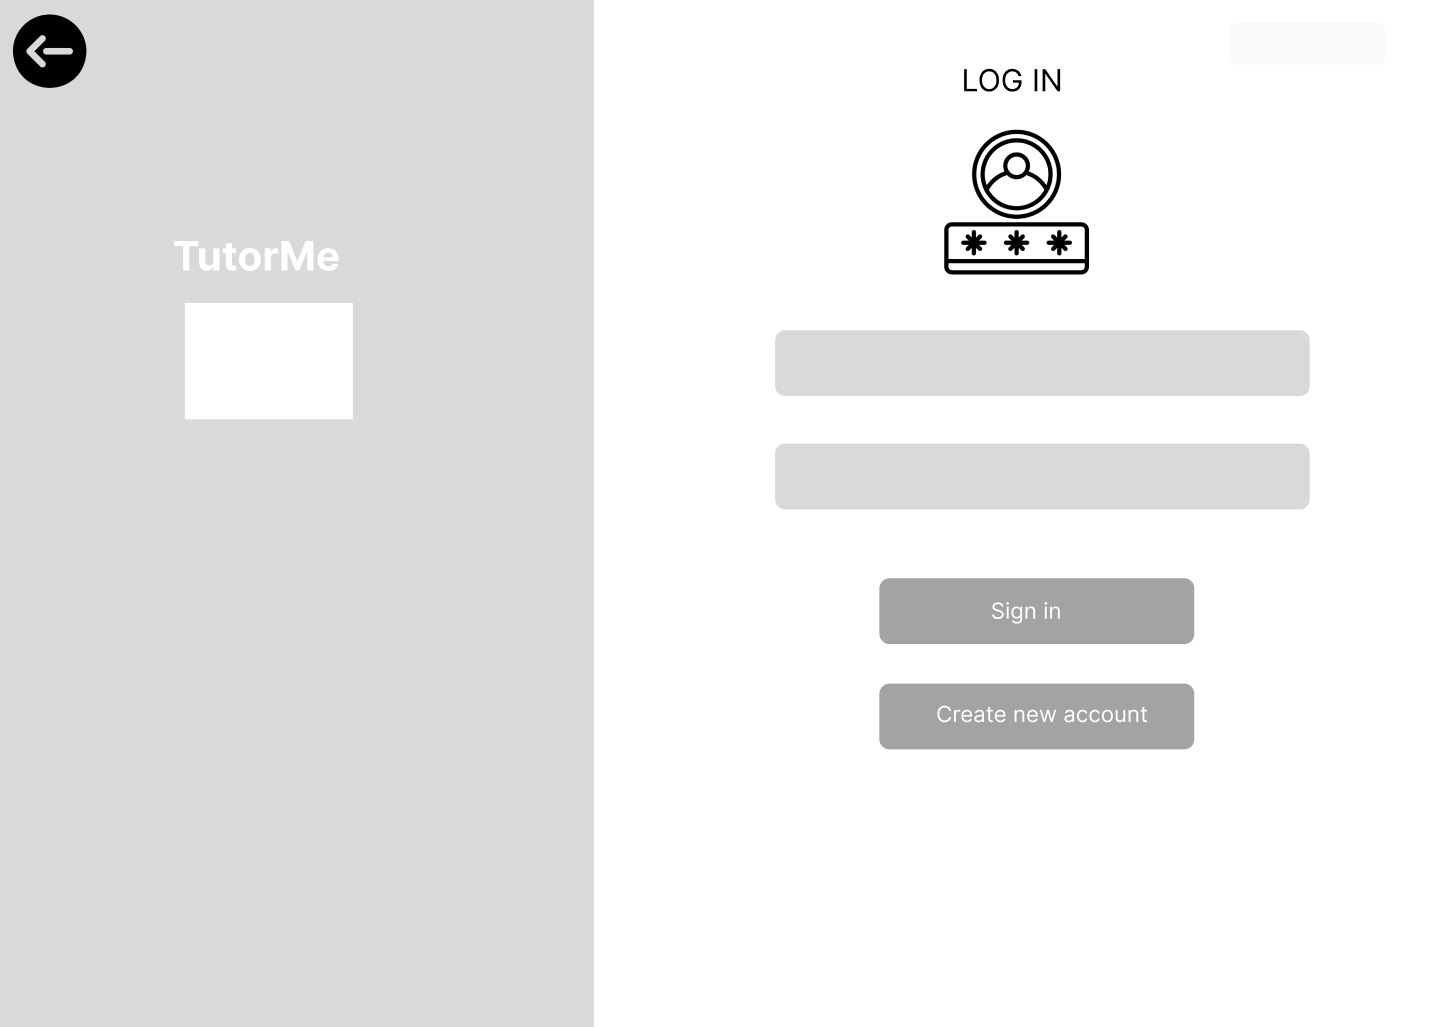 LOG IN
TutorMe
Sign in
Create new account